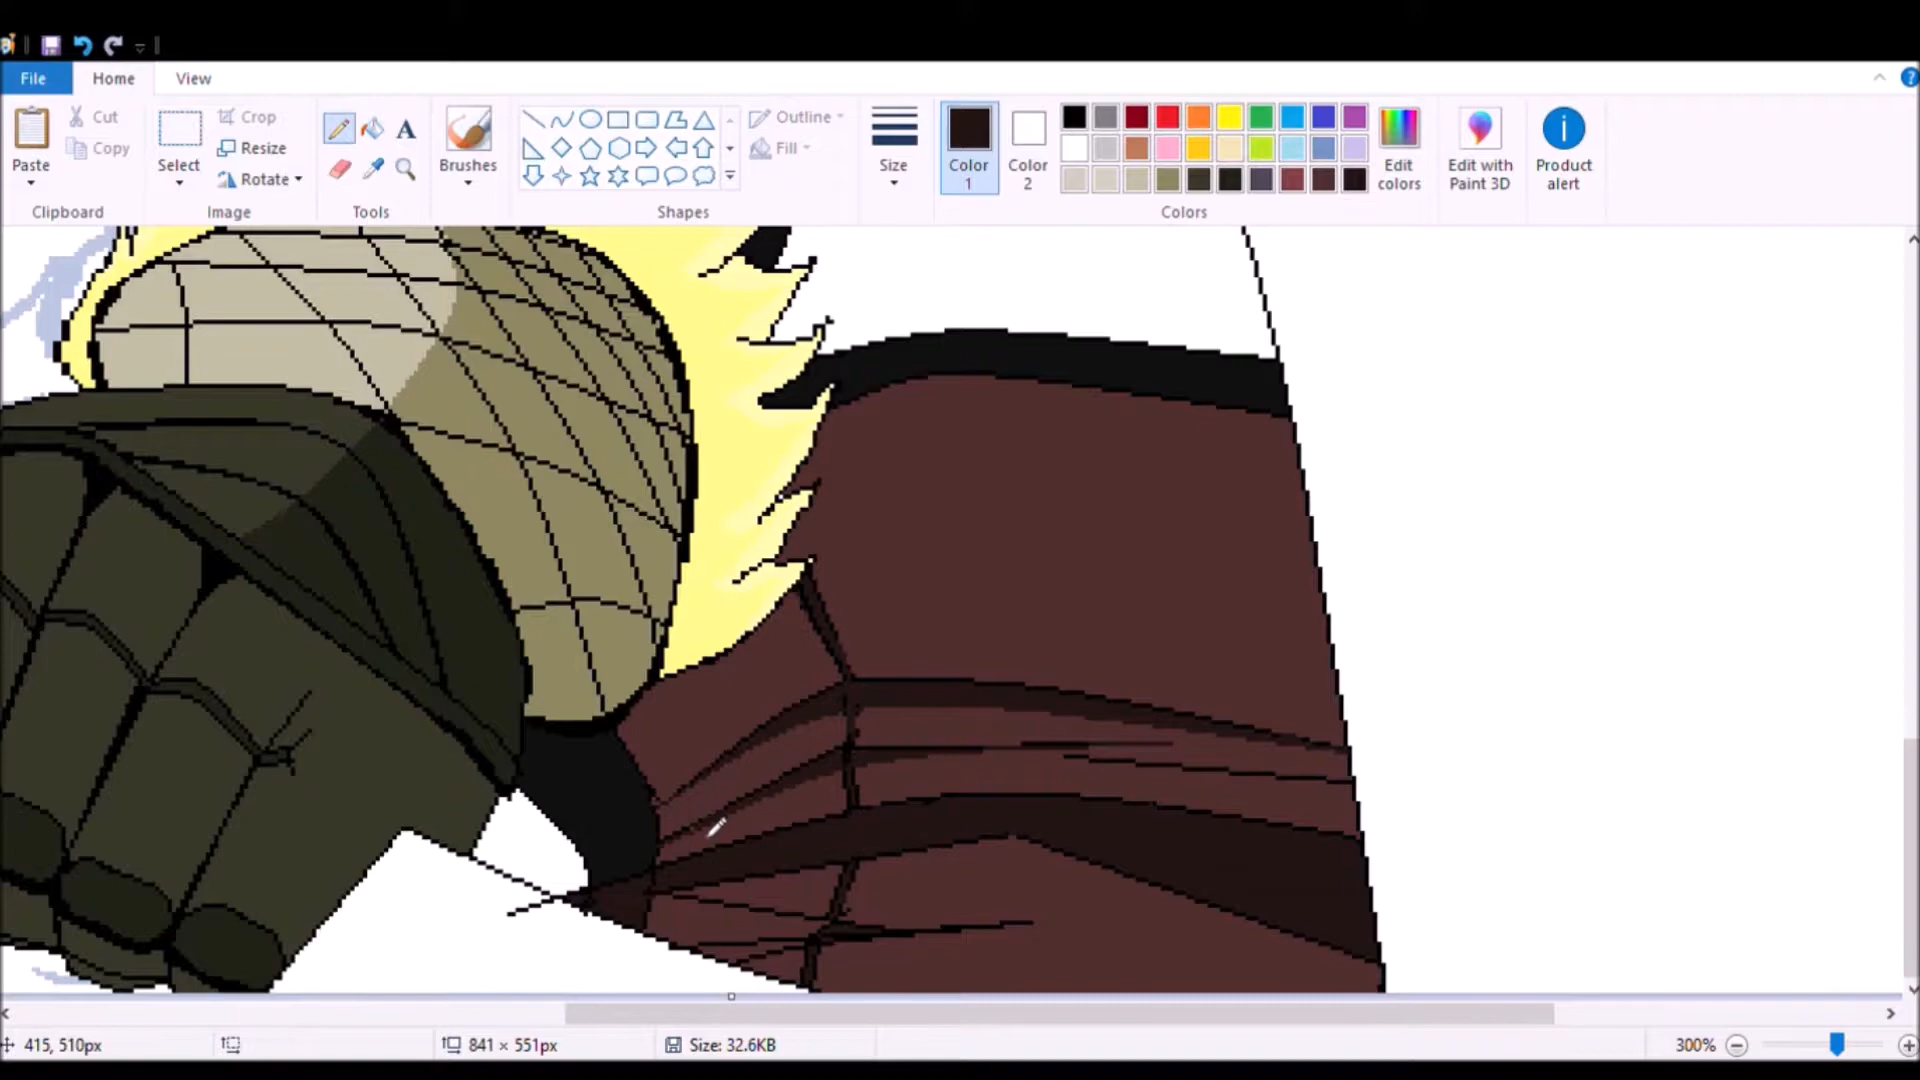 File Home View
Paste Cut Copy
Clipboard
Select Crop Resize Rotate
Image
A
Tools
Brushes
Outline Fill
Shapes
Size
Color 1
Color 2
Edit colors
Colors
Edit with Paint 3D
Product alert
415, 510px 841 × 551px Size: 32.6KB 300%